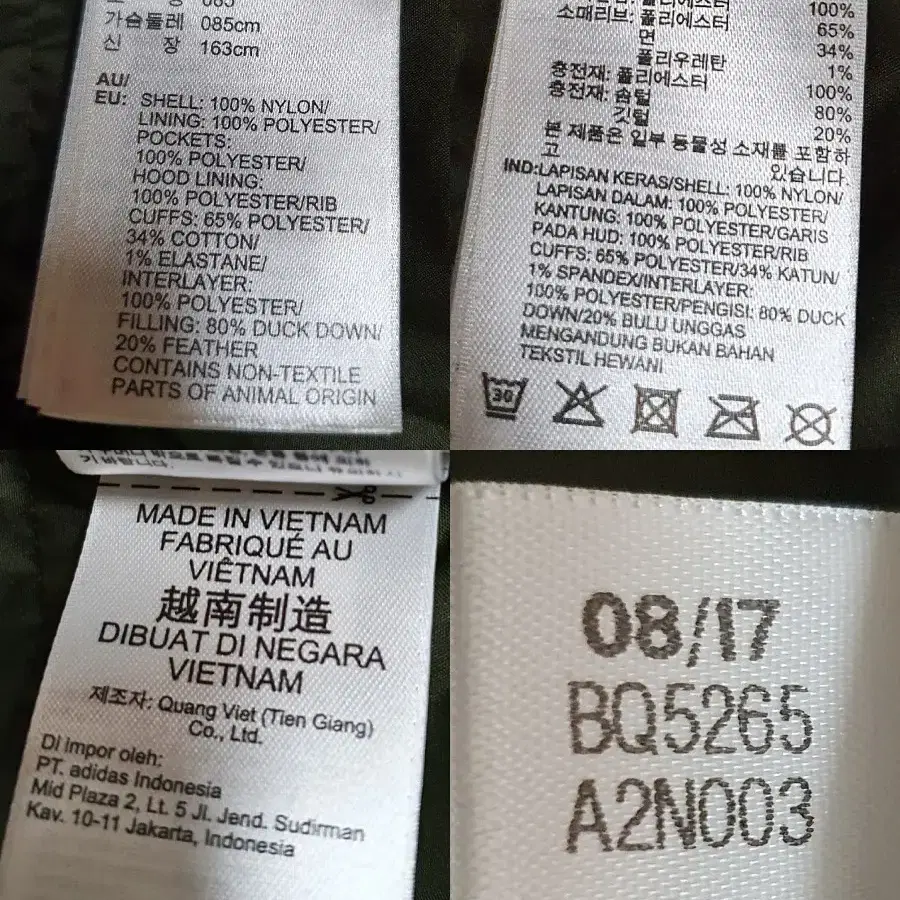 085
가슴둘레 085cm
신 장 163cm
AU/
EU: SHELL: 100% NYLON/
LINING: 100% POLYESTER/
POCKETS:
100% POLYESTER/
HOOD LINING:
100% POLYESTER/RIB
CUFFS: 65% POLYESTER/
34% COTTON/
1% ELASTANE/
INTERLAYER:
100% POLYESTER/
FILLING: 80% DUCK DOWN/
20% FEATHER
CONTAINS NON-TEXTILE
PARTS OF ANIMAL ORIGIN
100%
소매리브: 폴리에스터 65%
면 34%
폴리우레탄 1%
충전재: 폴리에스터 100%
충전재: 솜털 80%
깃털 20%
본 제품은 일부 동물성 소재를 포함하
고 있습니다.
IND:LAPISAN KERAS/SHELL: 100% NYLON/
LAPISAN DALAM: 100% POLYESTER/
KANTUNG: 100% POLYESTER/GARIS
PADA HUD: 100% POLYESTER/RIB
CUFFS: 65% POLYESTER/34% KATUN/
1% SPANDEX/INTERLAYER:
100% POLYESTER/PENGISI: 80% DUCK
DOWN/20% BULU UNGGAS
MENGANDUNG BUKAN BAHAN
TEKSTIL HEWANI
30
MADE IN VIETNAM
FABRIQUÉ AU
VIÊTNAM
越南制造
DIBUAT DI NEGARA
VIETNAM
제조자: Quang Viet (Tien Giang)
Co., Ltd.
Di impor oleh:
PT. adidas Indonesia
Mid Plaza 2, Lt. 5 Jl. Jend. Sudirman
Kav. 10-11 Jakarta, Indonesia
08/17
BQ5265
A2N003